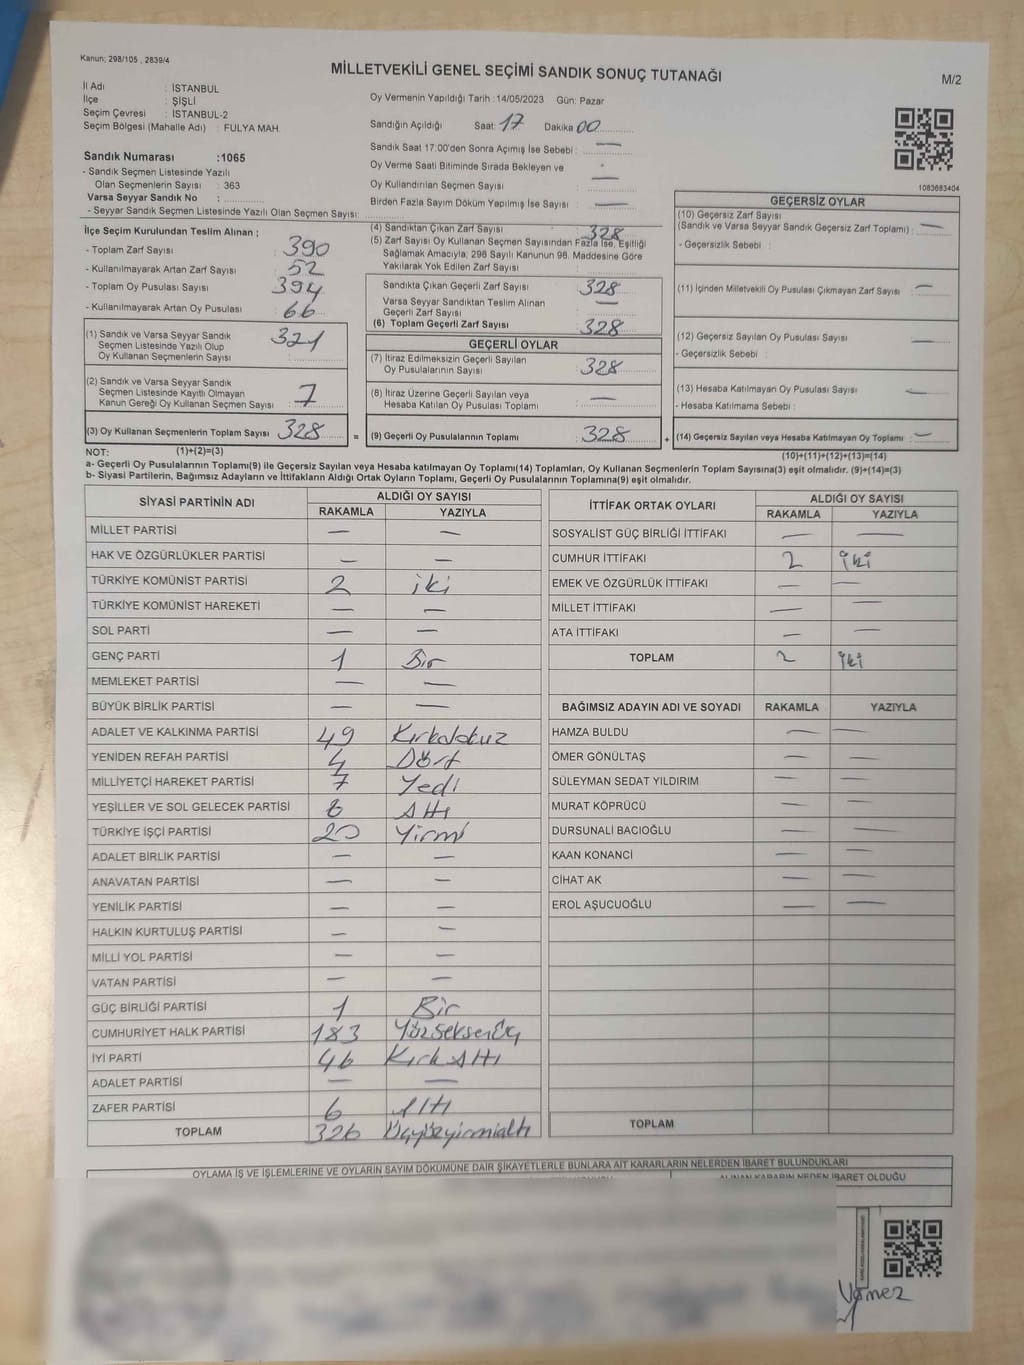 Kanun; 298/105 , 2839/4
MİLLETVEKİLİ GENEL SEÇİMİ SANDIK SONUÇ TUTANAĞI
M/2
İl Adı : İSTANBUL
İlçe : ŞİŞLİ
Seçim Çevresi : İSTANBUL-2
Seçim Bölgesi (Mahalle Adı) : FULYA MAH.
Sandık Numarası :1065
- Sandık Seçmen Listesinde Yazılı
Olan Seçmenlerin Sayısı : 363
Varsa Seyyar Sandık No :
- Seyyar Sandık Seçmen Listesinde Yazılı Olan Seçmen Sayısı:
Oy Vermenin Yapıldığı Tarih :14/05/2023 Gün: Pazar
Sandığın Açıldığı Saat: 17 Dakika 00
Sandık Saat 17:00'den Sonra Açımış İse Sebebi : —
Oy Verme Saati Bitiminde Sırada Bekleyen ve
Oy Kullandırılan Seçmen Sayısı : —
Birden Fazla Sayım Döküm Yapılmış İse Sayısı : —
1083683404
İlçe Seçim Kurulundan Teslim Alınan ;
- Toplam Zarf Sayısı : 390
- Kullanılmayarak Artan Zarf Sayısı : 52
- Toplam Oy Pusulası Sayısı : 394
- Kullanılmayarak Artan Oy Pusulası : 66
(1) Sandık ve Varsa Seyyar Sandık
Seçmen Listesinde Yazılı Olup
Oy Kullanan Seçmenlerin Sayısı : 321
(2) Sandık ve Varsa Seyyar Sandık
Seçmen Listesinde Kayıtlı Olmayan
Kanun Gereği Oy Kullanan Seçmen Sayısı : 7
(3) Oy Kullanan Seçmenlerin Toplam Sayısı : 328
(1)+(2)=(3)
(4) Sandıktan Çıkan Zarf Sayısı : 328
(5) Zarf Sayısı Oy Kullanan Seçmen Sayısından Fazla İse, Eşitliği
Sağlamak Amacıyla; 298 Sayılı Kanunun 98. Maddesine Göre
Yakılarak Yok Edilen Zarf Sayısı :
Sandıkta Çıkan Geçerli Zarf Sayısı : 328
Varsa Seyyar Sandıktan Teslim Alınan
Geçerli Zarf Sayısı : —
(6) Toplam Geçerli Zarf Sayısı : 328
GEÇERLİ OYLAR
(7) İtiraz Edilmeksizin Geçerli Sayılan
Oy Pusulalarının Sayısı : 328
(8) İtiraz Üzerine Geçerli Sayılan veya
Hesaba Katılan Oy Pusulası Toplamı : —
= (9) Geçerli Oy Pusulalarının Toplamı : 328
GEÇERSİZ OYLAR
(10) Geçersiz Zarf Sayısı
(Sandık ve Varsa Seyyar Sandık Geçersiz Zarf Toplamı) : —
- Geçersizlik Sebebi :
(11) İçinden Milletvekili Oy Pusulası Çıkmayan Zarf Sayısı : —
(12) Geçersiz Sayılan Oy Pusulası Sayısı : —
- Geçersizlik Sebebi :
(13) Hesaba Katılmayan Oy Pusulası Sayısı : —
- Hesaba Katılmama Sebebi :
+ (14) Geçersiz Sayılan veya Hesaba Katılmayan Oy Toplamı : —
(10)+(11)+(12)+(13)=(14)
NOT:
a- Geçerli Oy Pusulalarının Toplamı(9) ile Geçersiz Sayılan veya Hesaba katılmayan Oy Toplamı(14) Toplamları, Oy Kullanan Seçmenlerin Toplam Sayısına(3) eşit olmalıdır. (9)+(14)=(3)
b- Siyasi Partilerin, Bağımsız Adayların ve İttifakların Aldığı Ortak Oyların Toplamı, Geçerli Oy Pusulalarının Toplamına(9) eşit olmalıdır.
SİYASİ PARTİNİN ADI ALDIĞI OY SAYISI
RAKAMLA YAZIYLA
MİLLET PARTİSİ — —
HAK VE ÖZGÜRLÜKLER PARTİSİ — —
TÜRKİYE KOMÜNİST PARTİSİ 2 iki
TÜRKİYE KOMÜNİST HAREKETİ — —
SOL PARTİ — —
GENÇ PARTİ 1 Bir
MEMLEKET PARTİSİ — —
BÜYÜK BİRLİK PARTİSİ — —
ADALET VE KALKINMA PARTİSİ 49 Kırkdokuz
YENİDEN REFAH PARTİSİ 4 Dört
MİLLİYETÇİ HAREKET PARTİSİ 7 Yedi
YEŞİLLER VE SOL GELECEK PARTİSİ 6 Altı
TÜRKİYE İŞÇİ PARTİSİ 20 Yirmi
ADALET BİRLİK PARTİSİ — —
ANAVATAN PARTİSİ — —
YENİLİK PARTİSİ — —
HALKIN KURTULUŞ PARTİSİ — —
MİLLİ YOL PARTİSİ — —
VATAN PARTİSİ — —
GÜÇ BİRLİĞİ PARTİSİ 1 Bir
CUMHURİYET HALK PARTİSİ 183 YüzseksenÜç
İYİ PARTİ 46 Kırk Altı
ADALET PARTİSİ — —
ZAFER PARTİSİ 6 Altı
TOPLAM 326 Üçyüzyirmialtı
İTTİFAK ORTAK OYLARI ALDIĞI OY SAYISI
RAKAMLA YAZIYLA
SOSYALİST GÜÇ BİRLİĞİ İTTİFAKI — —
CUMHUR İTTİFAKI 2 iki
EMEK VE ÖZGÜRLÜK İTTİFAKI — —
MİLLET İTTİFAKI — —
ATA İTTİFAKI — —
TOPLAM 2 iki
BAĞIMSIZ ADAYIN ADI VE SOYADI RAKAMLA YAZIYLA
HAMZA BULDU — —
ÖMER GÖNÜLTAŞ — —
SÜLEYMAN SEDAT YILDIRIM — —
MURAT KÖPRÜCÜ — —
DURSUNALİ BACIOĞLU — —
KAAN KONANCİ — —
CİHAT AK — —
EROL AŞUCUOĞLU — —
TOPLAM
OYLAMA İŞ VE İŞLEMLERİNE VE OYLARIN SAYIM DÖKÜMÜNE DAİR ŞİKAYETLERLE BUNLARA AİT KARARLARIN NELERDEN İBARET BULUNDUKLARI
ALINAN KARARIN NEDEN İBARET OLDUĞU